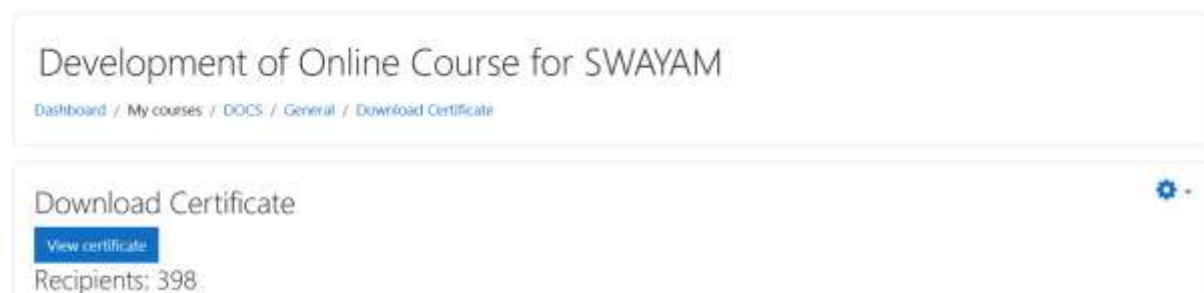 Development of Online Course for SWAYAM
Dashboard / My courses / DOCS / General / Download Certificate
Download Certificate
View certificate
Recipients: 398